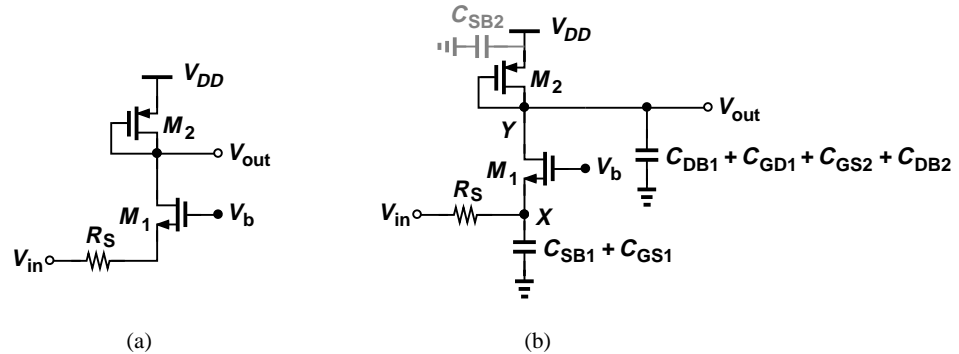 V_DD
M_2
V_out
M_1
V_b
R_S
V_in
(a)
C_SB2
V_DD
M_2
V_out
Y
C_DB1 + C_GD1 + C_GS2 + C_DB2
M_1
V_b
R_S
V_in
X
C_SB1 + C_GS1
(b)